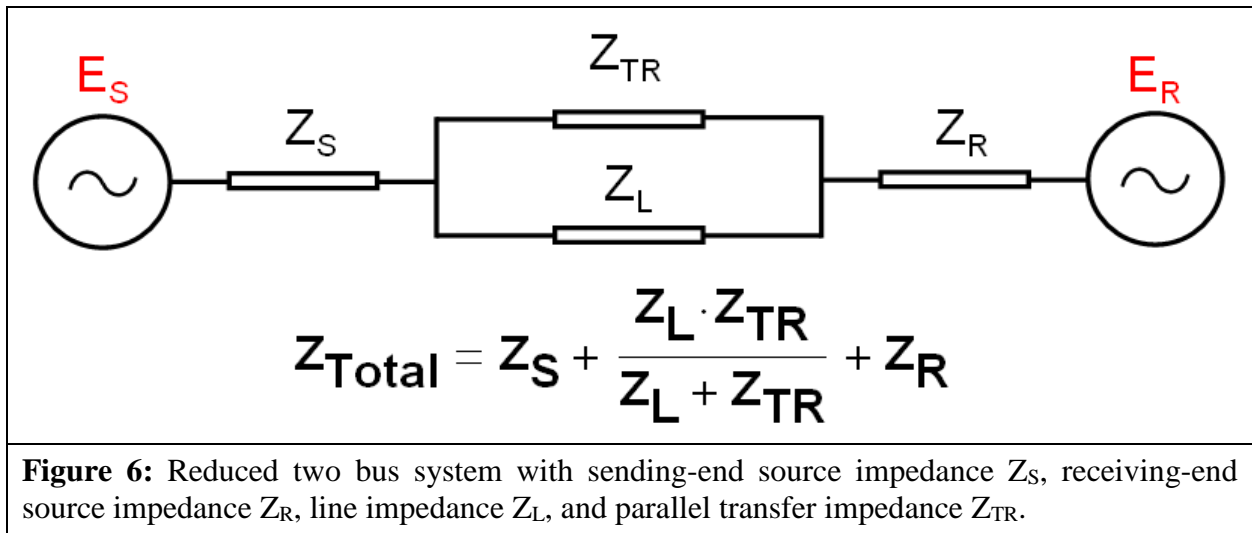 Z_TR
E_S
E_R
Z_S
Z_R
Z_L
Z_Total = Z_S + (Z_L · Z_TR)/(Z_L + Z_TR) + Z_R
Figure 6: Reduced two bus system with sending-end source impedance Z_S, receiving-end
source impedance Z_R, line impedance Z_L, and parallel transfer impedance Z_TR.